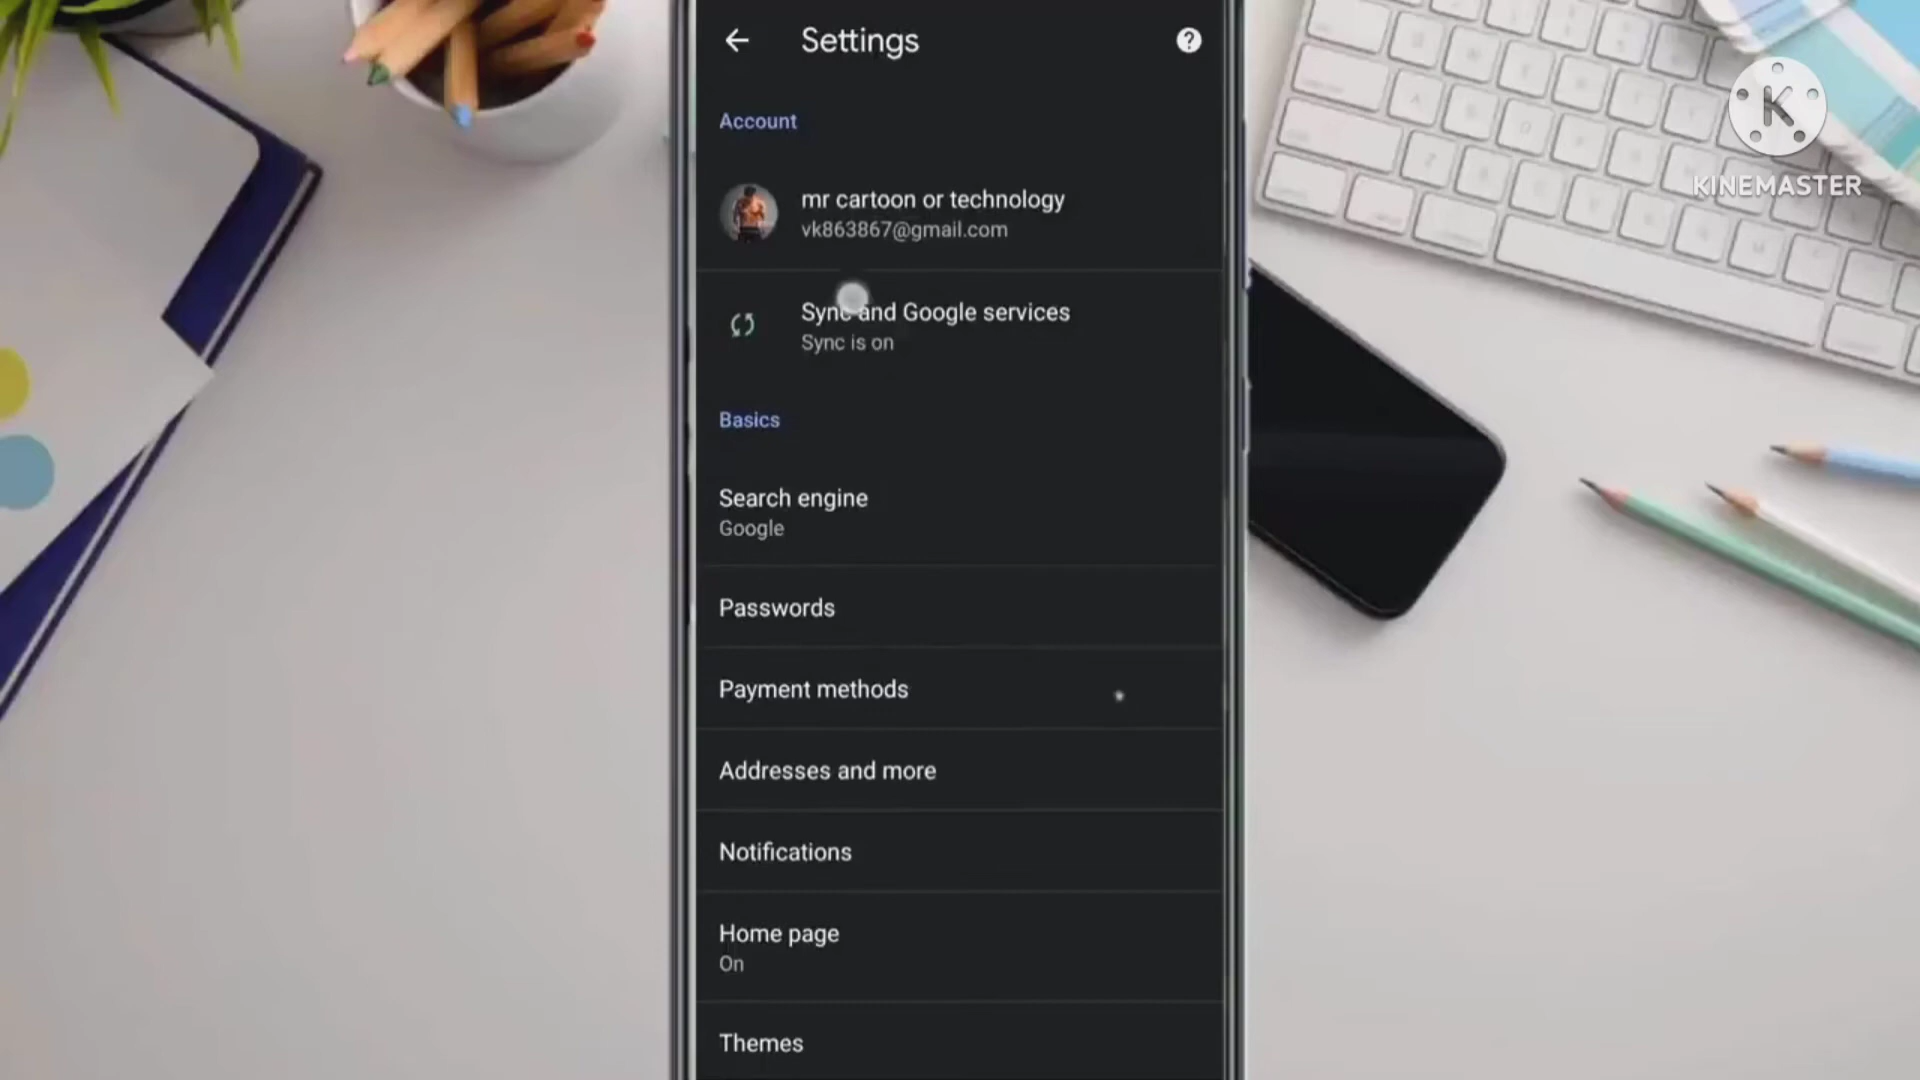 Settings
Account
mr cartoon or technology
vk863867@gmail.com
Sync and Google services
Sync is on
Basics
Search engine
Google
Passwords
Payment methods
Addresses and more
Notifications
Home page
On
Themes
K
KINEMASTER